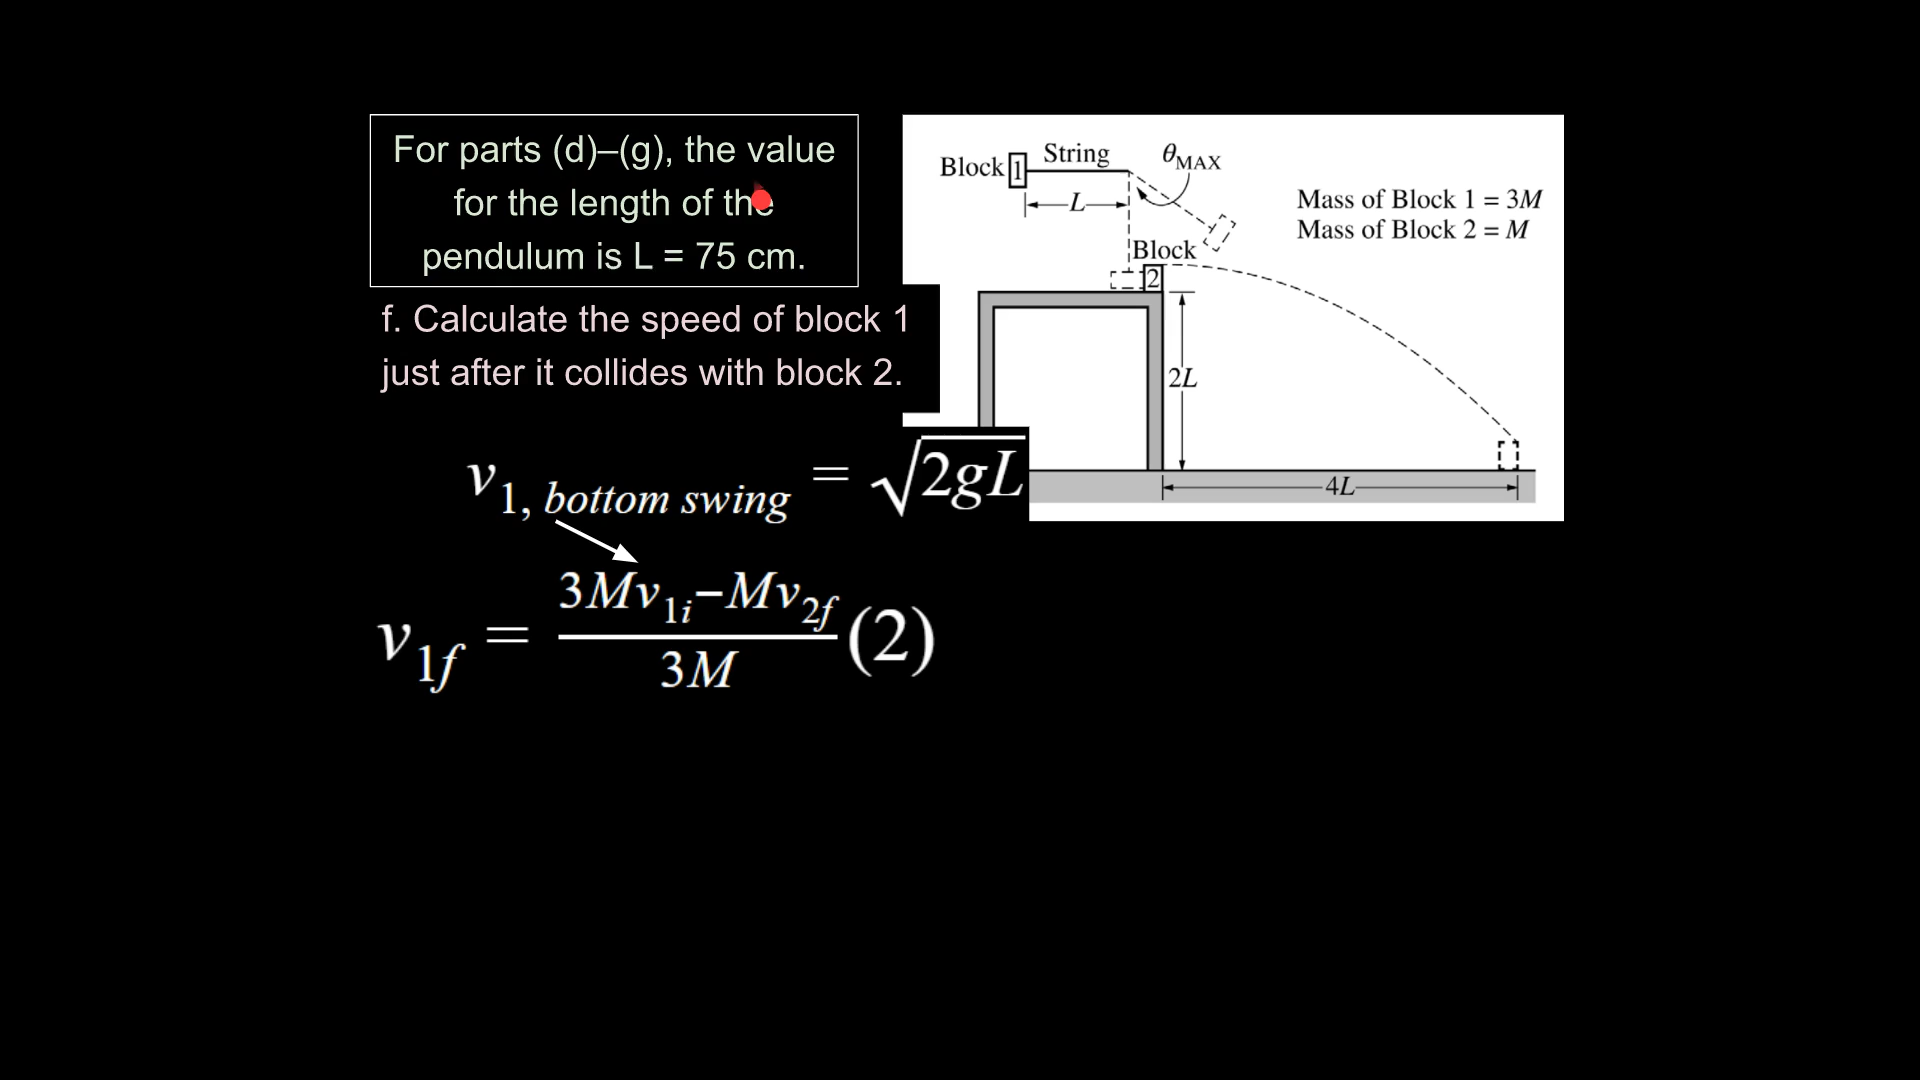 For parts (d)–(g), the value
for the length of the
pendulum is L = 75 cm.
f. Calculate the speed of block 1
just after it collides with block 2.
v1, bottom swing = √2gL
v1f = 3Mv1i−Mv2f
3M
(2)
Block 1
String
θMAX
L
Mass of Block 1 = 3M
Mass of Block 2 = M
Block
2
2L
4L